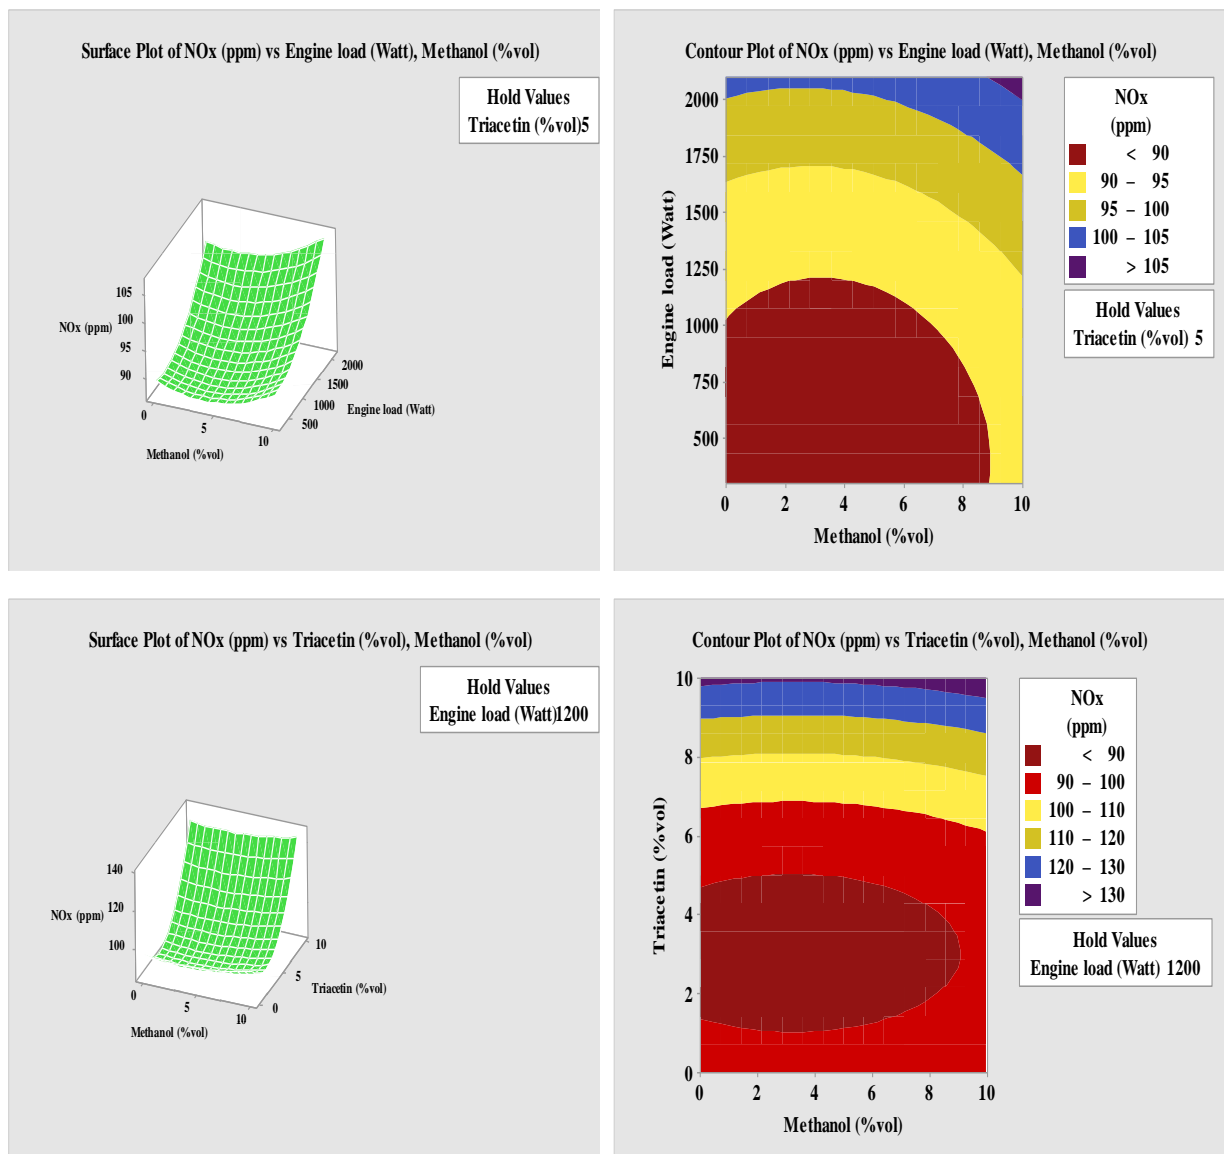 Surface Plot of NOx (ppm) vs Engine load (Watt), Methanol (%vol)
Hold Values
Triacetin (%vol)5
105
100
NOx (ppm)
95
90
0
5
10
Methanol (%vol)
2000
1500
1000
500
Engine load (Watt)
Contour Plot of NOx (ppm) vs Engine load (Watt), Methanol (%vol)
2000
1750
1500
1250
1000
750
500
Engine load (Watt)
0 2 4 6 8 10
Methanol (%vol)
NOx
(ppm)
< 90
90 – 95
95 – 100
100 – 105
> 105
Hold Values
Triacetin (%vol) 5
Surface Plot of NOx (ppm) vs Triacetin (%vol), Methanol (%vol)
Hold Values
Engine load (Watt)1200
140
120
NOx (ppm)
100
0
5
10
Methanol (%vol)
10
5
0
Triacetin (%vol)
Contour Plot of NOx (ppm) vs Triacetin (%vol), Methanol (%vol)
10
8
6
4
2
0
Triacetin (%vol)
0 2 4 6 8 10
Methanol (%vol)
NOx
(ppm)
< 90
90 – 100
100 – 110
110 – 120
120 – 130
> 130
Hold Values
Engine load (Watt) 1200